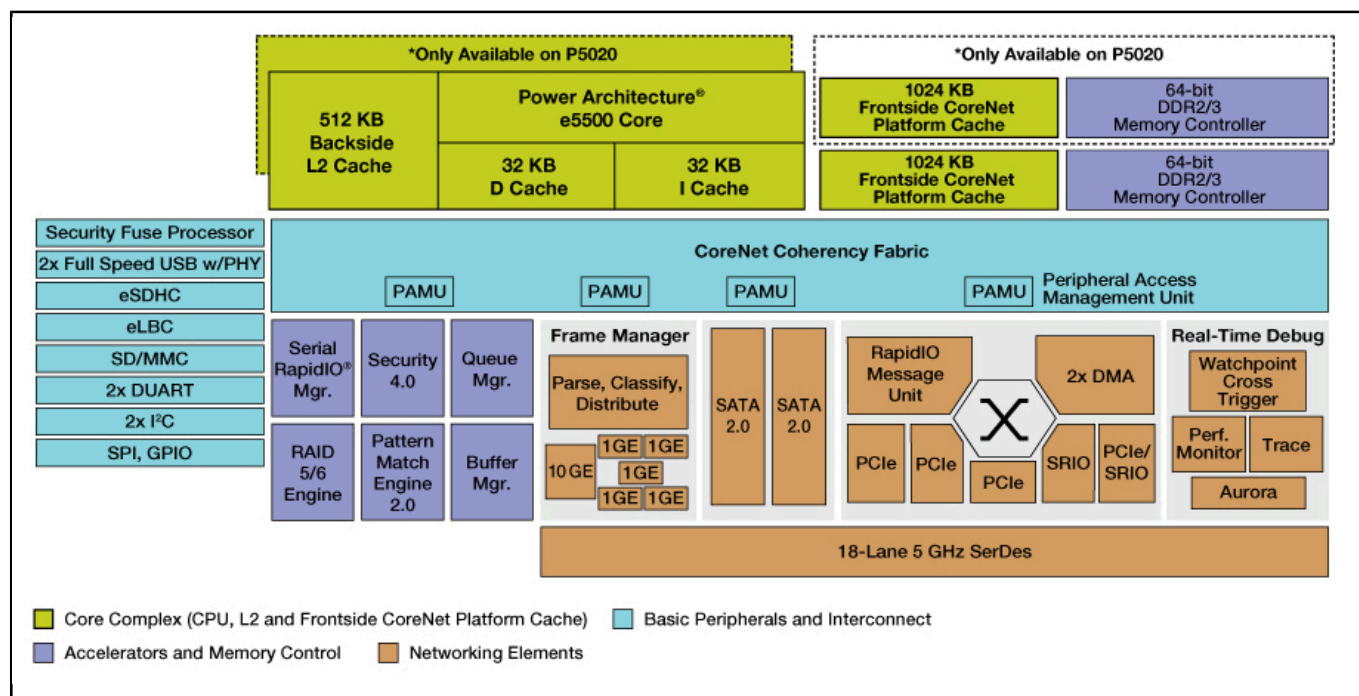 *Only Available on P5020
*Only Available on P5020
512 KB
Backside
L2 Cache
Power Architecture®
e5500 Core
32 KB
D Cache
32 KB
I Cache
1024 KB
Frontside CoreNet
Platform Cache
64-bit
DDR2/3
Memory Controller
1024 KB
Frontside CoreNet
Platform Cache
64-bit
DDR2/3
Memory Controller
Security Fuse Processor
2x Full Speed USB w/PHY
eSDHC
eLBC
SD/MMC
2x DUART
2x I²C
SPI, GPIO
CoreNet Coherency Fabric
PAMU
PAMU
PAMU
PAMU
Peripheral Access
Management Unit
Serial
RapidIO®
Mgr.
Security
4.0
Queue
Mgr.
RAID
5/6
Engine
Pattern
Match
Engine
2.0
Buffer
Mgr.
Frame Manager
Parse, Classify,
Distribute
10 GE
1GE
1GE
1GE
1GE
1GE
SATA
2.0
SATA
2.0
RapidIO
Message
Unit
2x DMA
PCIe
PCIe
PCIe
SRIO
PCIe/
SRIO
Real-Time Debug
Watchpoint
Cross
Trigger
Perf.
Monitor
Trace
Aurora
18-Lane 5 GHz SerDes
Core Complex (CPU, L2 and Frontside CoreNet Platform Cache)
Basic Peripherals and Interconnect
Accelerators and Memory Control
Networking Elements